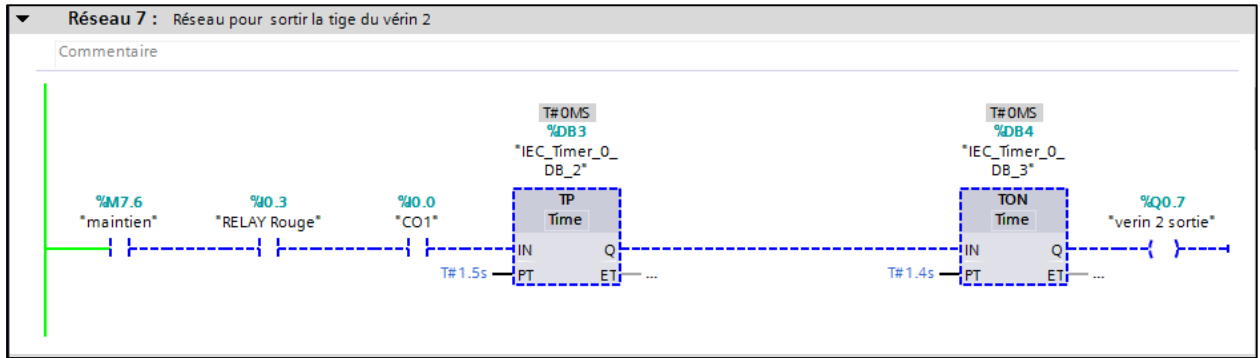 Réseau 7 : Réseau pour sortir la tige du vérin 2
Commentaire
T#0MS
%DB3
"IEC_Timer_0_
DB_2"
T#0MS
%DB4
"IEC_Timer_0_
DB_3"
%M7.6
"maintien"
%I0.3
"RELAY Rouge"
%I0.0
"CO1"
TP
Time
TON
Time
%Q0.7
"verin 2 sortie"
IN Q
T#1.5s PT ET ...
IN Q
T#1.4s PT ET ...